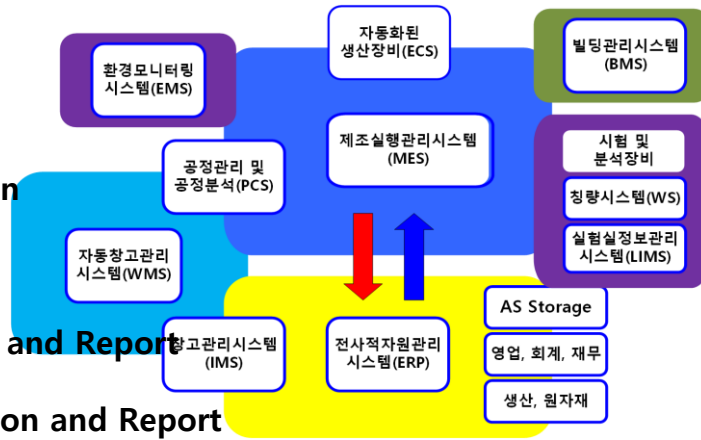 자동화된
생산장비(ECS)
빌딩관리시스템
(BMS)
환경모니터링
시스템(EMS)
제조실행관리시스템
(MES)
시험 및
분석장비
공정관리 및
공정분석(PCS)
n
칭량시스템(WS)
실험실정보관리
시스템(LIMS)
자동창고관리
시스템(WMS)
AS Storage
and Report
창고관리시스템
(IMS)
전사적자원관리
시스템(ERP)
영업, 회계, 재무
생산, 원자재
on and Report